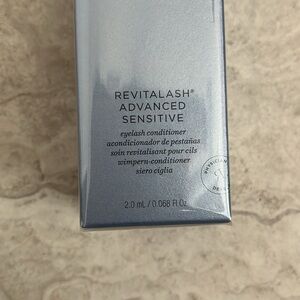 REVITALASH®
ADVANCED
SENSITIVE
eyelash conditioner
acondicionador de pestañas
soin revitalisant pour cils
wimpern-conditioner
siero ciglia
2.0 mL / 0.068 Fl Oz